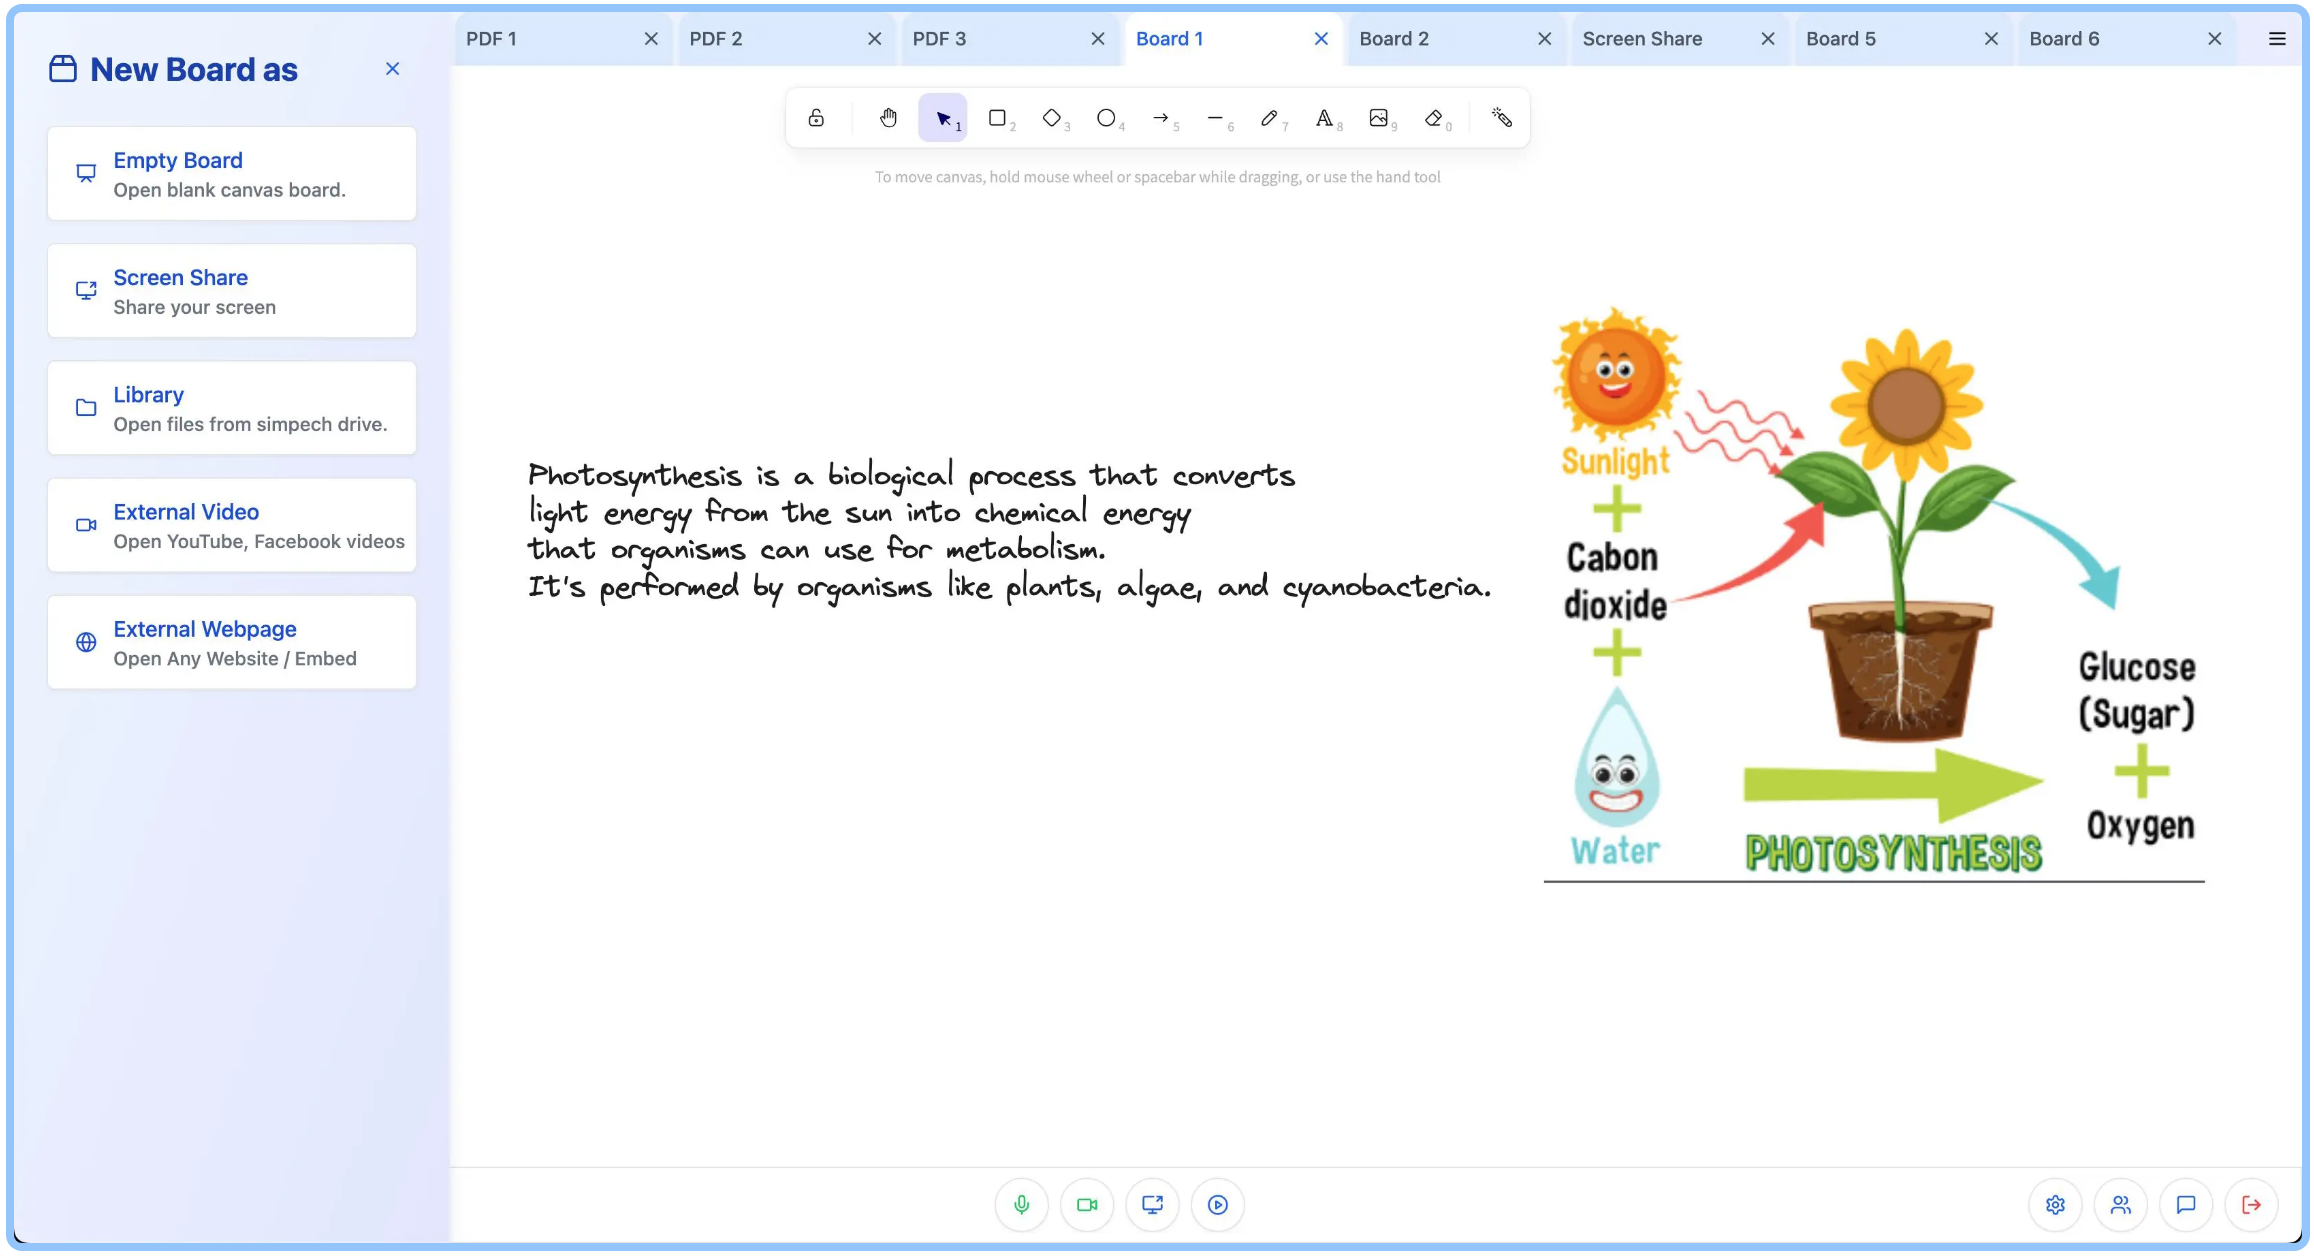 New Board as
Empty Board
Open blank canvas board.
Screen Share
Share your screen
Library
Open files from simpech drive.
External Video
Open YouTube, Facebook videos
External Webpage
Open Any Website / Embed
PDF 1
PDF 2
PDF 3
Board 1
Board 2
Screen Share
Board 5
Board 6
1 2 3 4 5 6 7 A 8 9 0
To move canvas, hold mouse wheel or spacebar while dragging, or use the hand tool
Photosynthesis is a biological process that converts
light energy from the sun into chemical energy
that organisms can use for metabolism.
It's performed by organisms like plants, algae, and cyanobacteria.
Sunlight
+
Cabon
dioxide
+
Water
PHOTOSYNTHESIS
Glucose
(Sugar)
+
Oxygen